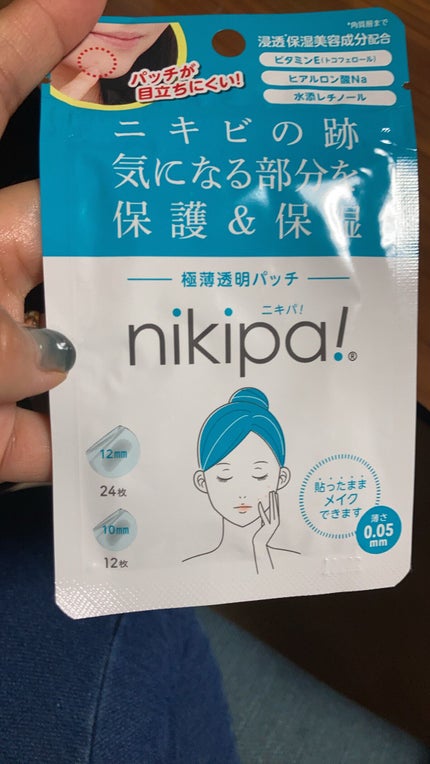 *角質層まで
浸透*保湿美容成分配合
ビタミンE(トコフェロール)
ヒアルロン酸Na
水添レチノール
パッチが
目立ちにくい!
ニキビの跡
気になる部分を
保護&保湿
極薄透明パッチ
ニキパ!
nikipa!®
12mm
24枚
10mm
12枚
貼ったまま
メイク
できます
薄さ
0.05
mm